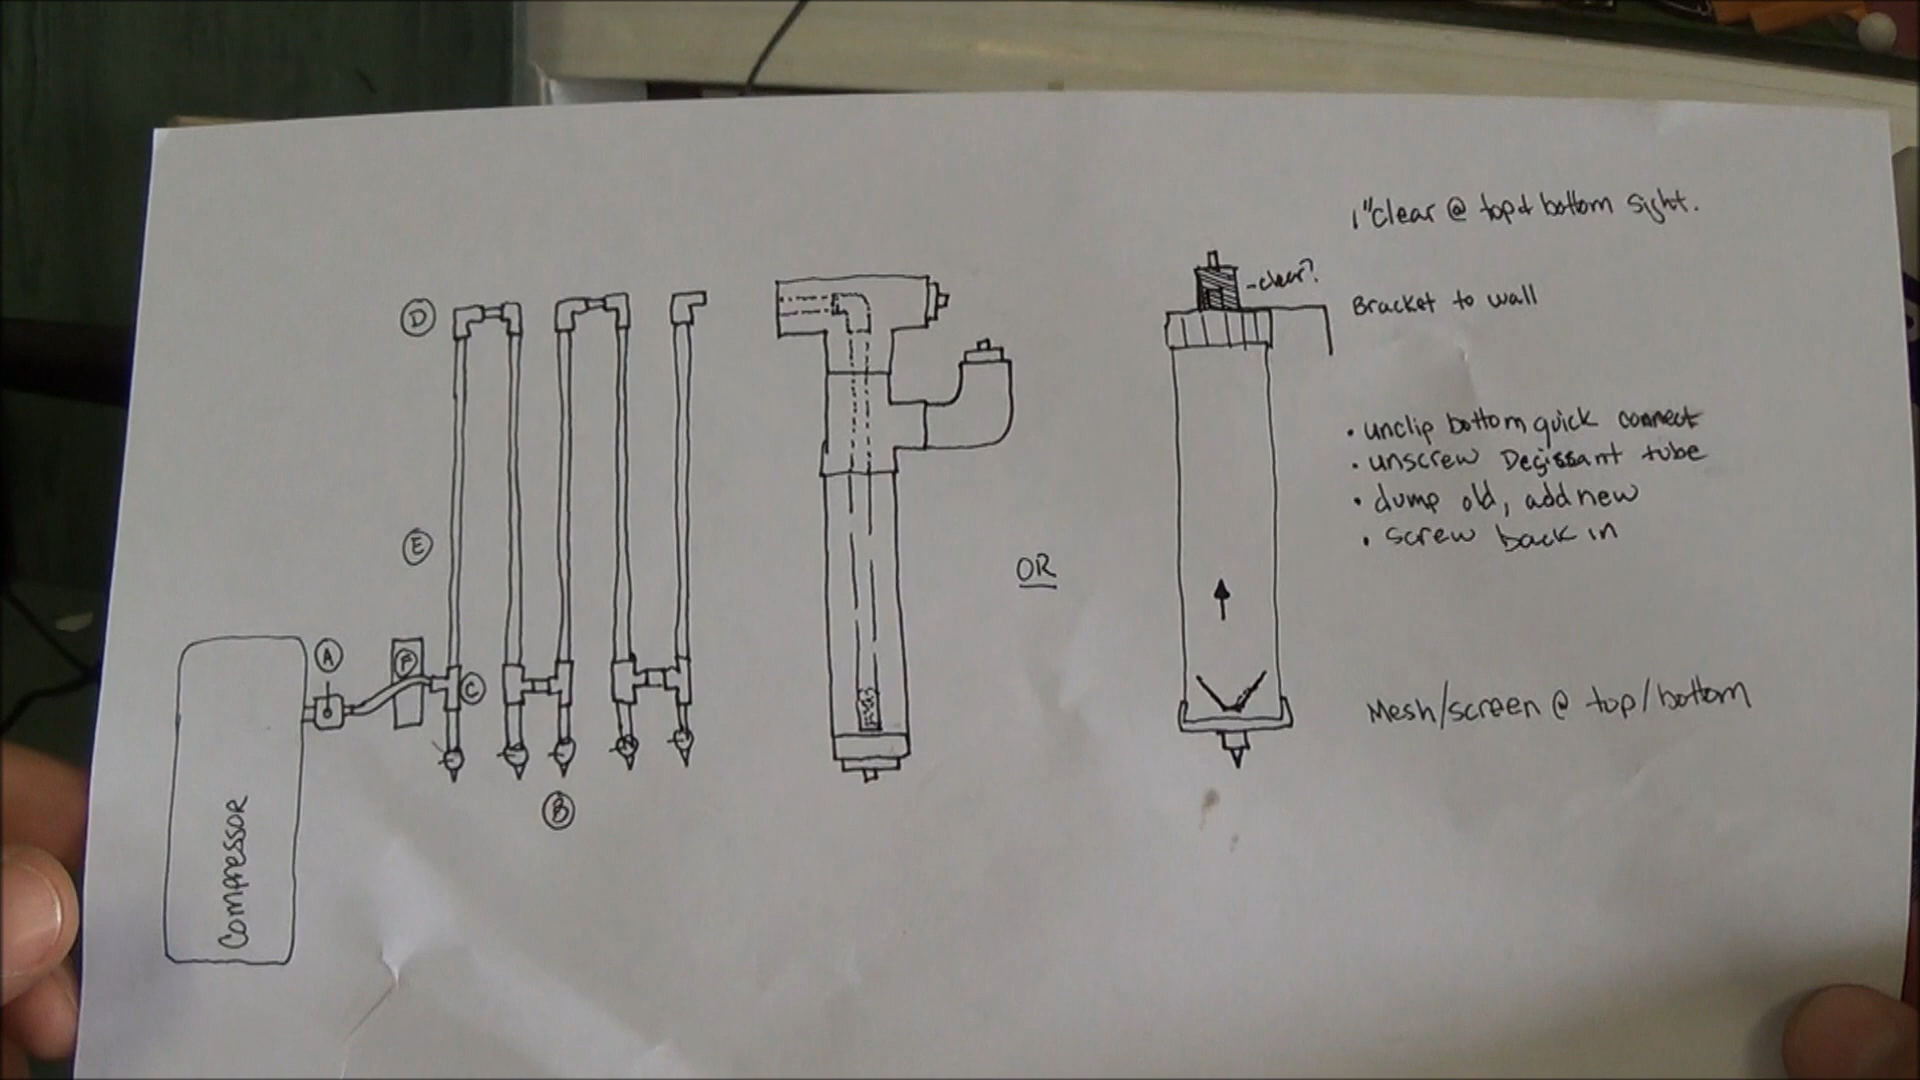 1" clear @ top & bottom sight.
-clear?
Bracket to wall
D
• unclip bottom quick connect
• unscrew Degissant tube
• dump old, add new
• screw back in
E
OR
A
F
C
Mesh/screen @ top/bottom
B
Compressor